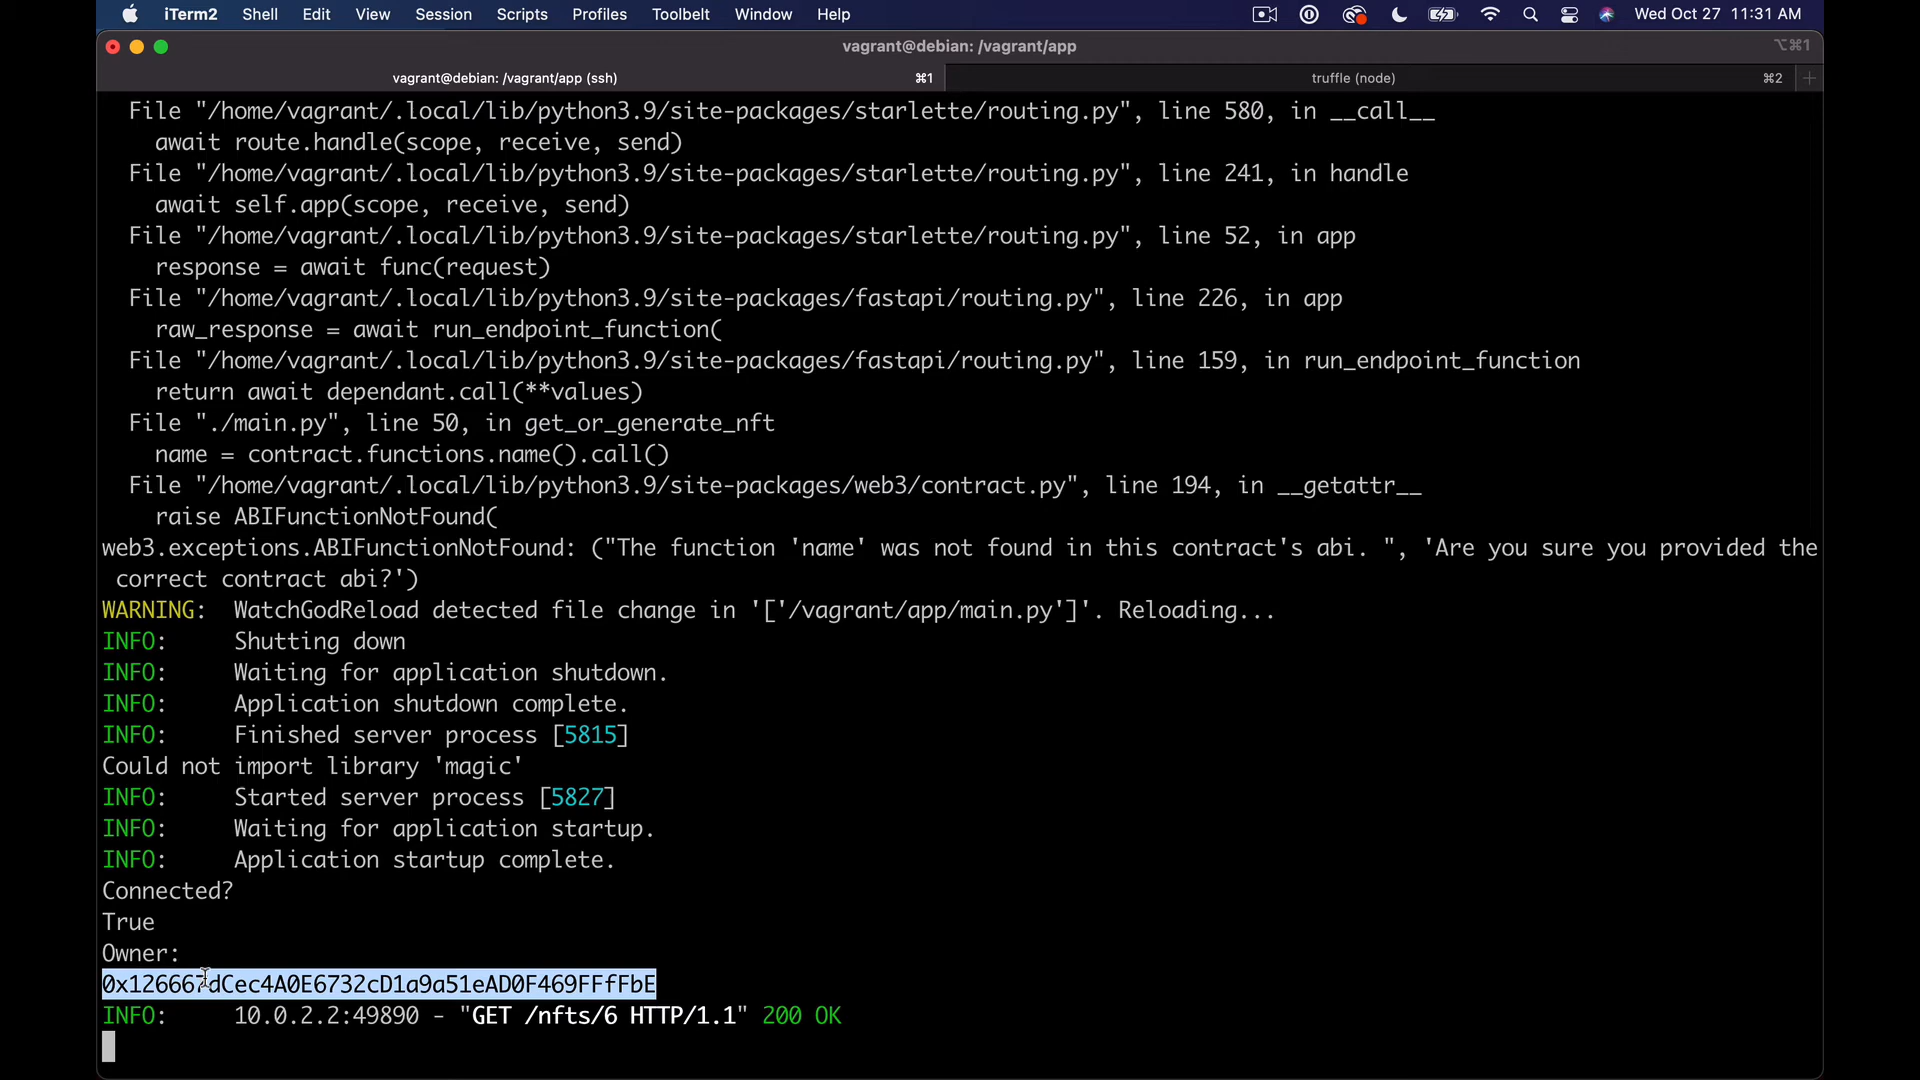 iTerm2 Shell Edit View Session Scripts Profiles Toolbelt Window Help Wed Oct 27 11:31 AM
vagrant@debian: /vagrant/app ⌥⌘1
vagrant@debian: /vagrant/app (ssh) ⌘1 truffle (node) ⌘2 +
File "/home/vagrant/.local/lib/python3.9/site-packages/starlette/routing.py", line 580, in __call__
await route.handle(scope, receive, send)
File "/home/vagrant/.local/lib/python3.9/site-packages/starlette/routing.py", line 241, in handle
await self.app(scope, receive, send)
File "/home/vagrant/.local/lib/python3.9/site-packages/starlette/routing.py", line 52, in app
response = await func(request)
File "/home/vagrant/.local/lib/python3.9/site-packages/fastapi/routing.py", line 226, in app
raw_response = await run_endpoint_function(
File "/home/vagrant/.local/lib/python3.9/site-packages/fastapi/routing.py", line 159, in run_endpoint_function
return await dependant.call(**values)
File "./main.py", line 50, in get_or_generate_nft
name = contract.functions.name().call()
File "/home/vagrant/.local/lib/python3.9/site-packages/web3/contract.py", line 194, in __getattr__
raise ABIFunctionNotFound(
web3.exceptions.ABIFunctionNotFound: ("The function 'name' was not found in this contract's abi. ", 'Are you sure you provided the
correct contract abi?')
WARNING: WatchGodReload detected file change in '['/vagrant/app/main.py']'. Reloading...
INFO: Shutting down
INFO: Waiting for application shutdown.
INFO: Application shutdown complete.
INFO: Finished server process [5815]
Could not import library 'magic'
INFO: Started server process [5827]
INFO: Waiting for application startup.
INFO: Application startup complete.
Connected?
True
Owner:
0x126667dCec4A0E6732cD1a9a51eAD0F469FFfFbE
INFO: 10.0.2.2:49890 - "GET /nfts/6 HTTP/1.1" 200 OK